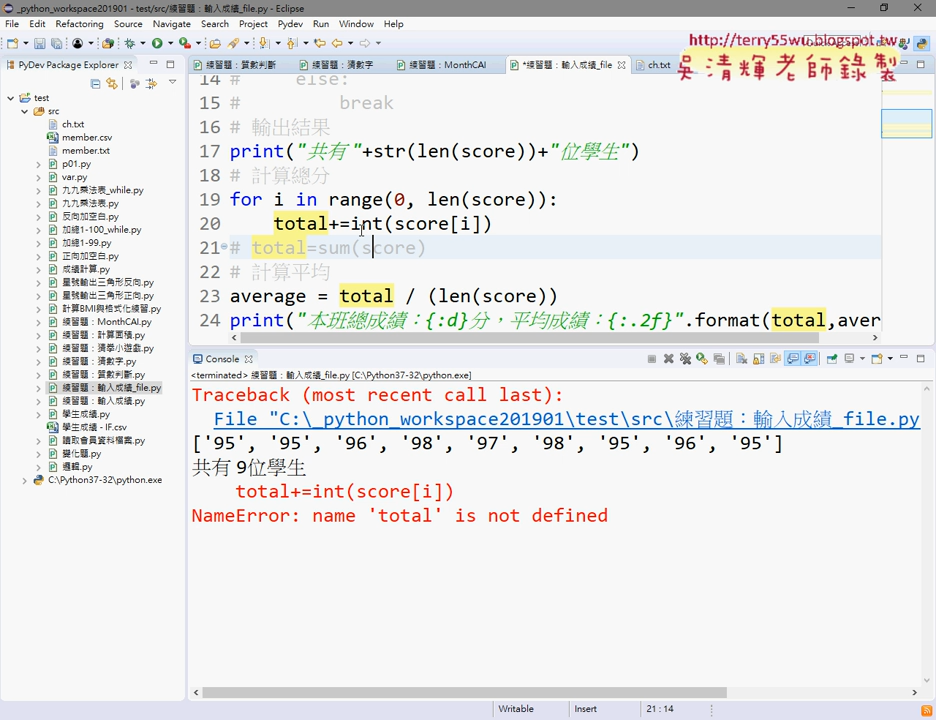 _python_workspace201901 - test/src/練習題：輸入成績_file.py - Eclipse
File Edit Refactoring Source Navigate Search Project Pydev Run Window Help
http://terry55wu.blogspot.tw
吳清輝老師錄製
PyDev Package Explorer
練習題：質數判斷
練習題：猜數字
練習題：MonthCAl
*練習題：輸入成績_file
ch.txt
test
src
ch.txt
member.csv
member.txt
p01.py
var.py
九九乘法表_while.py
九九乘法表.py
反向加空白.py
加總1-100_while.py
加總1-99.py
正向加空白.py
成績計算.py
星號輸出三角形反向.py
星號輸出三角形正向.py
計算BMI與格式化練習.py
練習題：MonthCAl.py
練習題：計算面積.py
練習題：猜拳小遊戲.py
練習題：猜數字.py
練習題：質數判斷.py
練習題：輸入成績_file.py
練習題：輸入成績.py
學生成績.py
學生成績 - IF.csv
讀取會員資料檔案.py
變化題.py
邏輯.py
C:\Python37-32\python.exe
14 #     else:
15 #         break
16 # 輸出結果
17 print("共有 "+str(len(score))+"位學生")
18 # 計算總分
19 for i in range(0, len(score)):
20     total+=int(score[i])
21 # total=sum(score)
22 # 計算平均
23 average = total / (len(score))
24 print("本班總成績：{:d}分，平均成績：{:.2f}".format(total,aver
Console
<terminated> 練習題：輸入成績_file.py [C:\Python37-32\python.exe]
Traceback (most recent call last):
  File "C:\_python_workspace201901\test\src\練習題：輸入成績_file.py
['95', '95', '96', '98', '97', '98', '95', '96', '95']
共有 9位學生
    total+=int(score[i])
NameError: name 'total' is not defined
Writable Insert 21 : 14